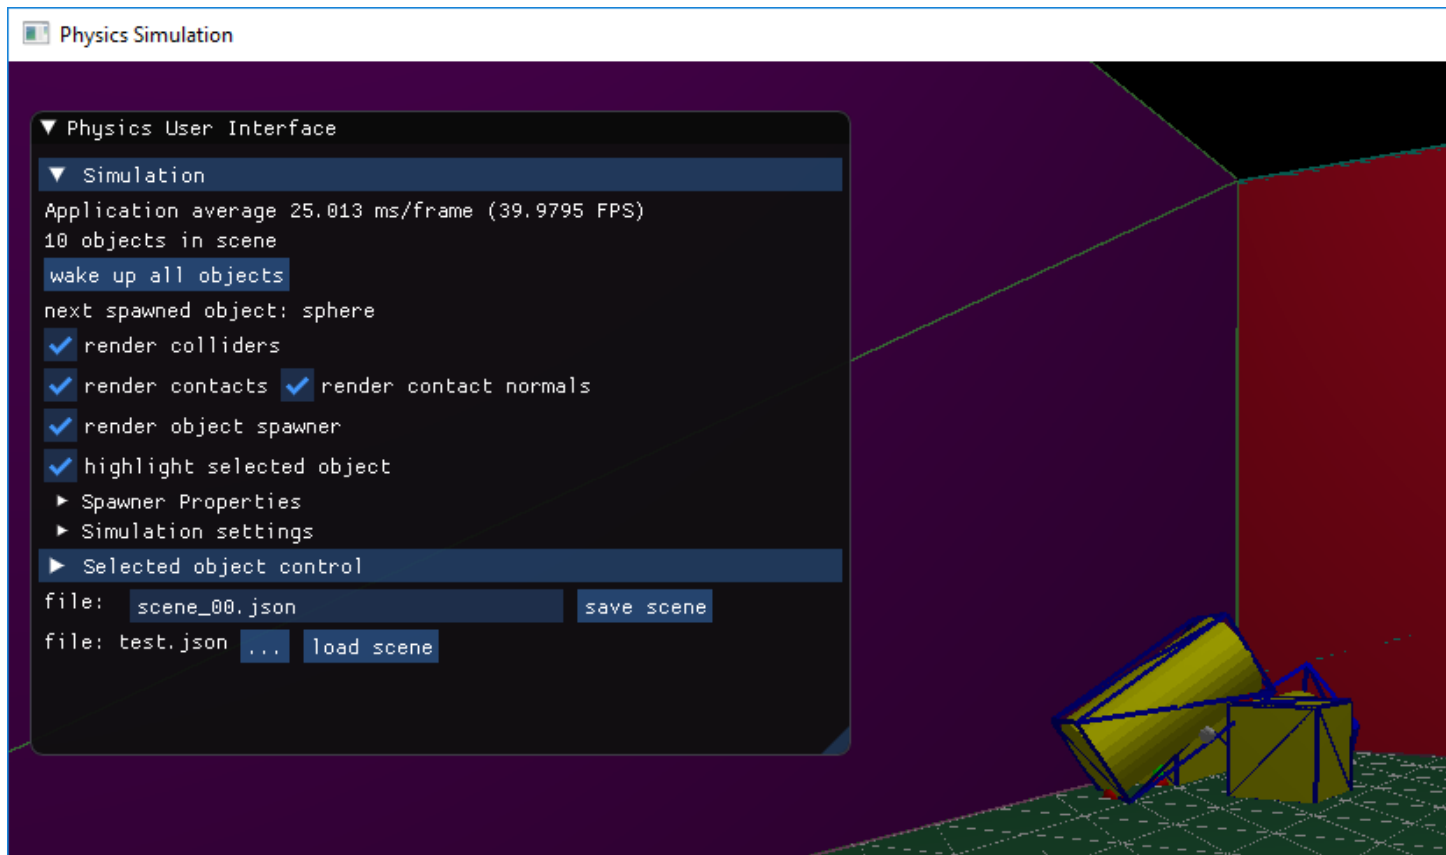 Physics Simulation
Physics User Interface
Simulation
Application average 25.013 ms/frame (39.9795 FPS)
10 objects in scene
wake up all objects
next spawned object: sphere
render colliders
render contacts render contact normals
render object spawner
highlight selected object
Spawner Properties
Simulation settings
Selected object control
file: scene_00.json save scene
file: test.json ... load scene